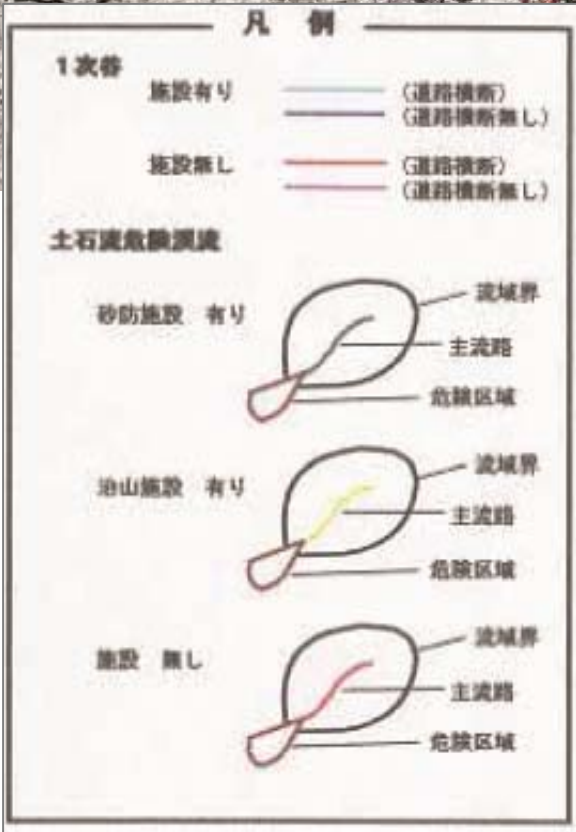 凡 例
1次谷
施設有り
(道路横断)
(道路横断無し)
施設無し
(道路横断)
(道路横断無し)
土石流危険渓流
砂防施設 有り
流域界
主流路
危険区域
治山施設 有り
流域界
主流路
危険区域
施設 無し
流域界
主流路
危険区域